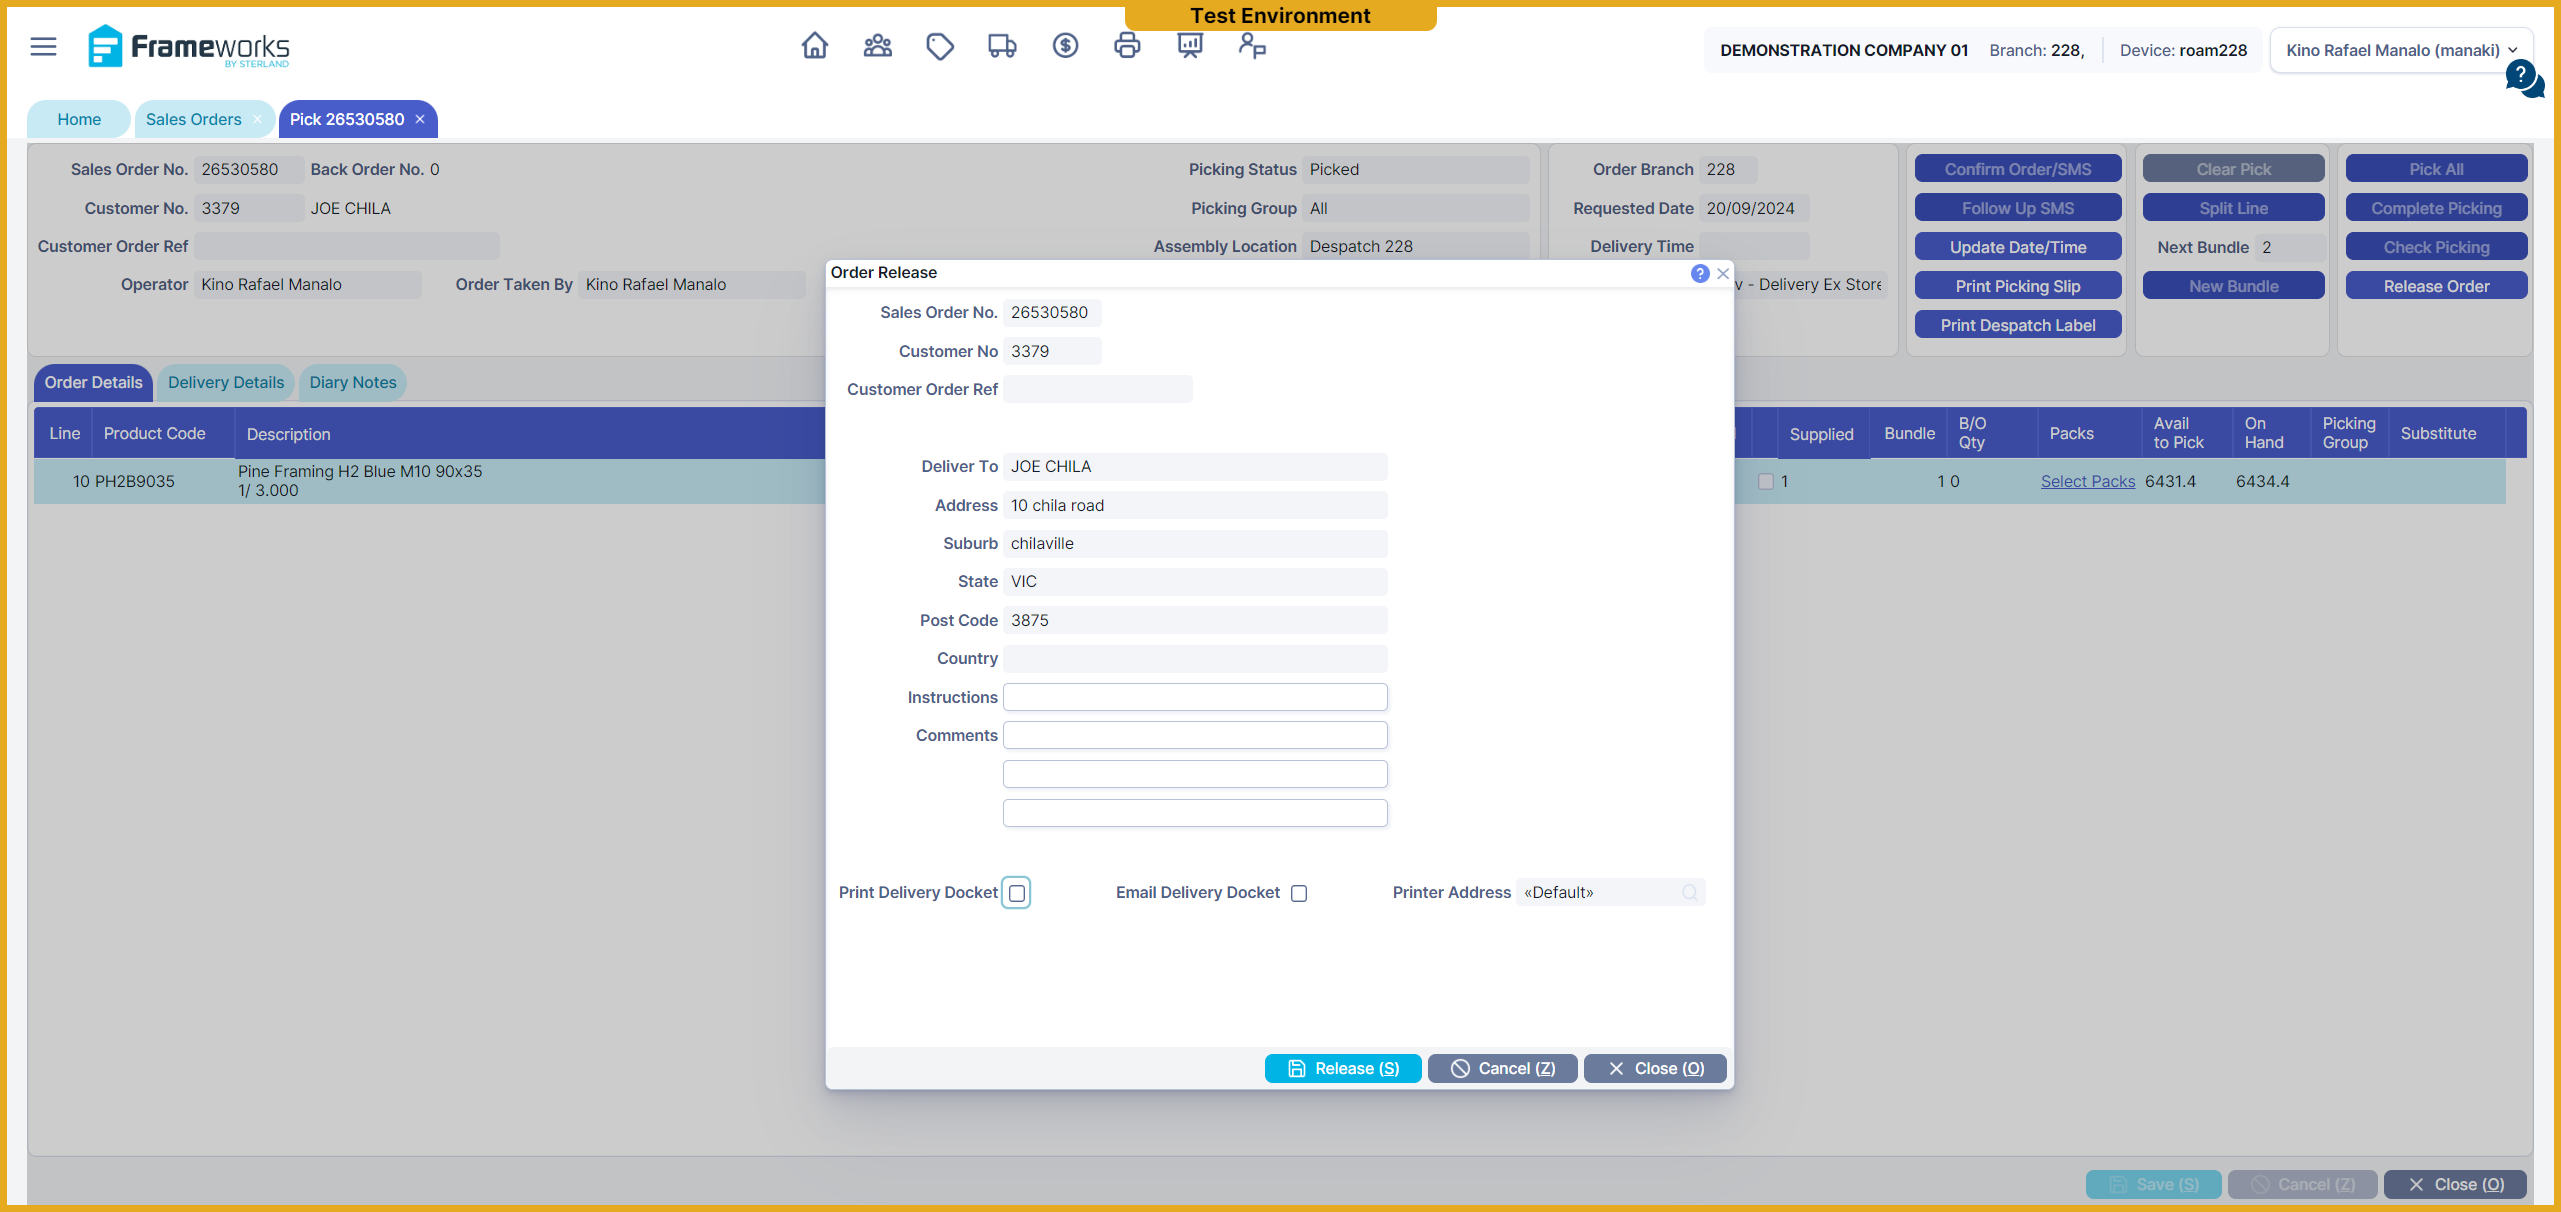 Test Environment
Frameworks
BY STERLAND
DEMONSTRATION COMPANY 01 Branch: 228, Device: roam228 Kino Rafael Manalo (manaki)
?
Home Sales Orders × Pick 26530580 ×
Sales Order No. 26530580 Back Order No. 0 Picking Status Picked Order Branch 228 Confirm Order/SMS Clear Pick Pick All
Customer No. 3379 JOE CHILA Picking Group All Requested Date 20/09/2024 Follow Up SMS Split Line Complete Picking
Customer Order Ref Assembly Location Despatch 228 Delivery Time Update Date/Time Next Bundle 2 Check Picking
Operator Kino Rafael Manalo Order Taken By Kino Rafael Manalo v - Delivery Ex Store Print Picking Slip New Bundle Release Order
Print Despatch Label
Order Details Delivery Details Diary Notes
Line Product Code Description Supplied Bundle B/O Qty Packs Avail to Pick On Hand Picking Group Substitute
10 PH2B9035 Pine Framing H2 Blue M10 90x35 1 1 0 Select Packs 6431.4 6434.4
1/ 3.000
Order Release ? ×
Sales Order No. 26530580
Customer No 3379
Customer Order Ref
Deliver To JOE CHILA
Address 10 chila road
Suburb chilaville
State VIC
Post Code 3875
Country
Instructions
Comments
Print Delivery Docket Email Delivery Docket Printer Address «Default»
Release (S) Cancel (Z) Close (O)
Save (S) Cancel (Z) Close (O)